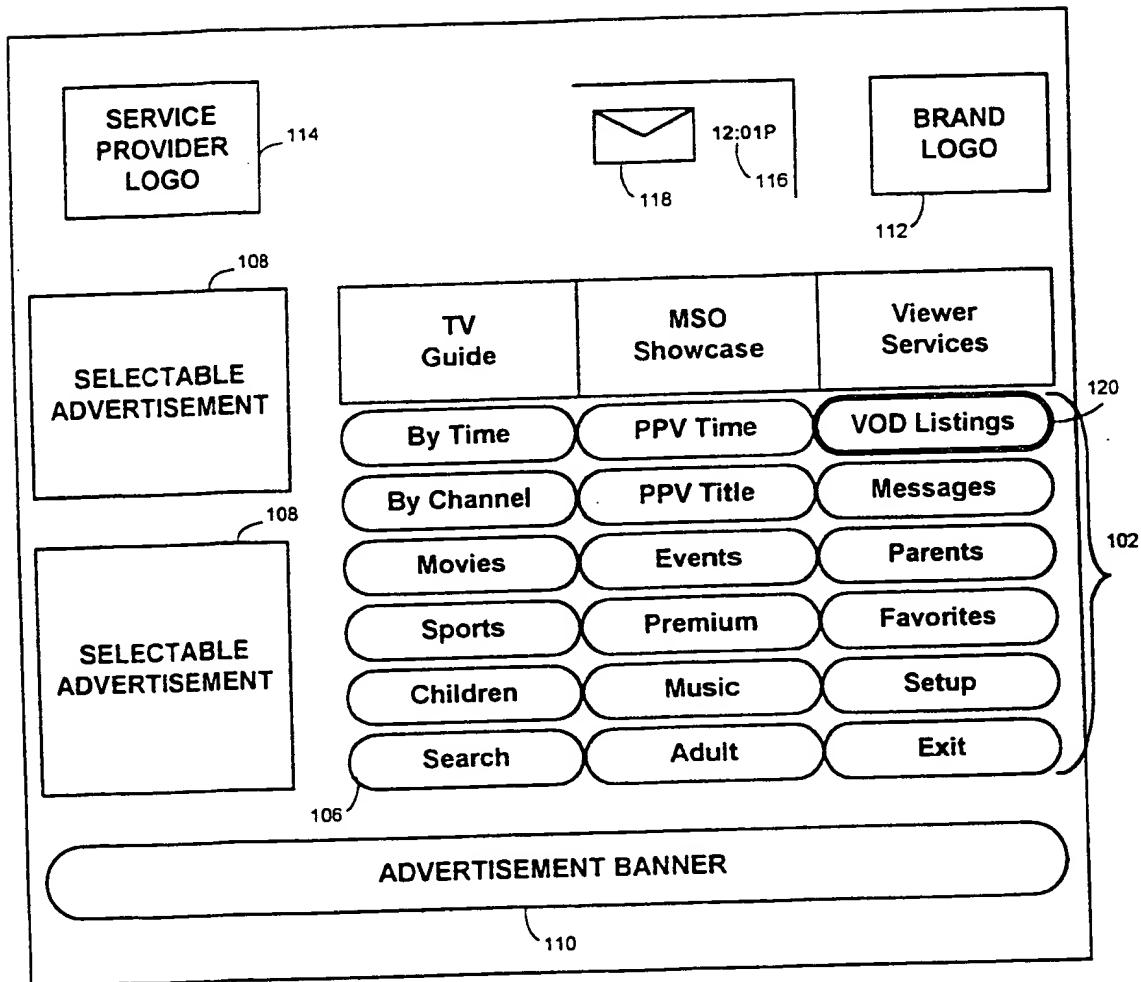 SERVICE
PROVIDER
LOGO
114
118
12:01P
116
BRAND
LOGO
112
108
SELECTABLE
ADVERTISEMENT
108
SELECTABLE
ADVERTISEMENT
TV
Guide
MSO
Showcase
Viewer
Services
120
By Time
PPV Time
VOD Listings
By Channel
PPV Title
Messages
102
Movies
Events
Parents
Sports
Premium
Favorites
Children
Music
Setup
Search
Adult
Exit
106
ADVERTISEMENT BANNER
110